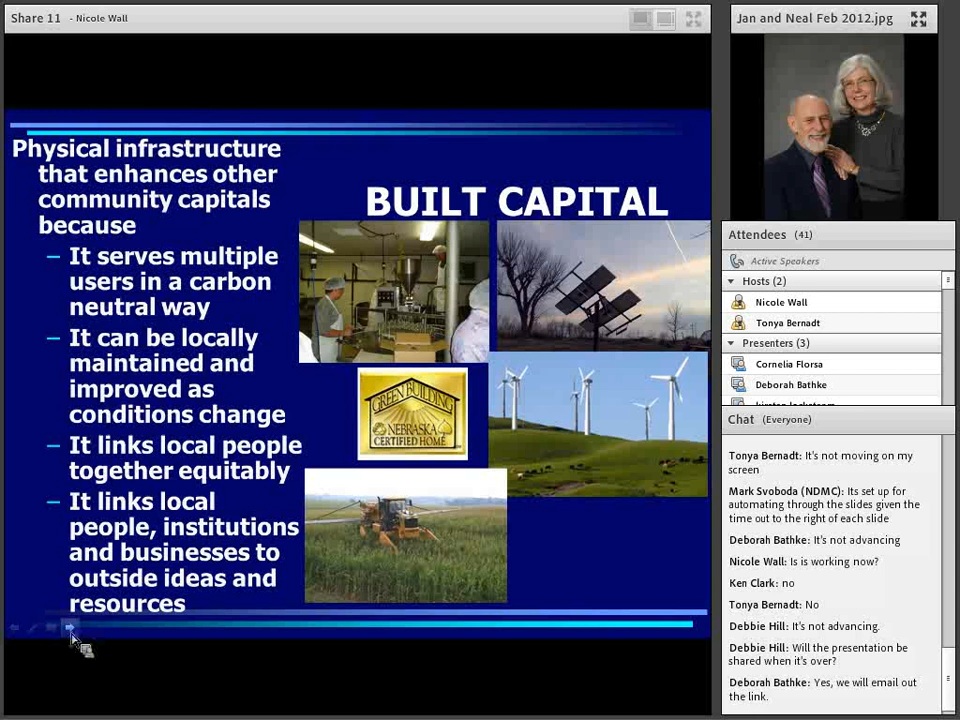 Share 11 - Nicole Wall
Physical infrastructure
that enhances other
community capitals
because
– It serves multiple
users in a carbon
neutral way
– It can be locally
maintained and
improved as
conditions change
– It links local people
together equitably
– It links local
people, institutions
and businesses to
outside ideas and
resources
BUILT CAPITAL
GREEN BUILDING
NEBRASKA
CERTIFIED HOME
Jan and Neal Feb 2012.jpg
Attendees (41)
Active Speakers
Hosts (2)
Nicole Wall
Tonya Bernadt
Presenters (3)
Cornelia Florsa
Deborah Bathke
Chat (Everyone)
Tonya Bernadt: It's not moving on my
screen
Mark Svoboda (NDMC): Its set up for
automating through the slides given the
time out to the right of each slide
Deborah Bathke: It's not advancing
Nicole Wall: Is is working now?
Ken Clark: no
Tonya Bernadt: No
Debbie Hill: It's not advancing.
Debbie Hill: Will the presentation be
shared when it's over?
Deborah Bathke: Yes, we will email out
the link.